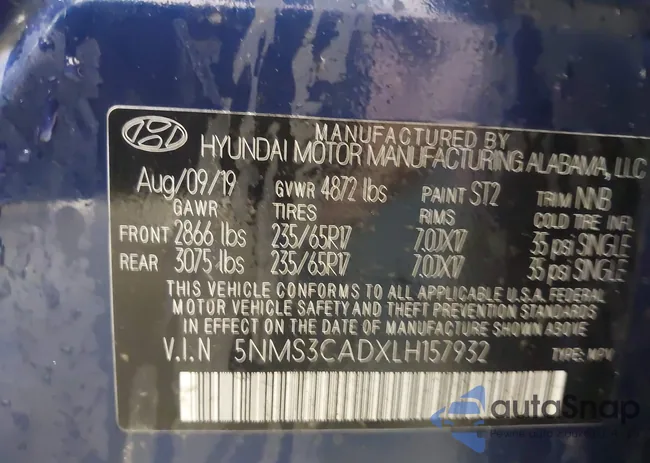 MANUFACTURED BY
HYUNDAI MOTOR MANUFACTURING ALABAMA, LLC
Aug/09/19 GVWR 4872 lbs PAINT ST2 TRIM NNB
GAWR TIRES RIMS COLD TIRE INFL
FRONT 2866 lbs 235/65R17 7.0JX17 35 psi SINGLE
REAR 3075 lbs 235/65R17 7.0JX17 35 psi SINGLE
THIS VEHICLE CONFORMS TO ALL APPLICABLE U.S.A. FEDERAL
MOTOR VEHICLE SAFETY AND THEFT PREVENTION STANDARDS
IN EFFECT ON THE DATE OF MANUFACTURE SHOWN ABOVE.
V.I.N 5NMS3CADXLH157932 TYPE: MPV
autaSnap